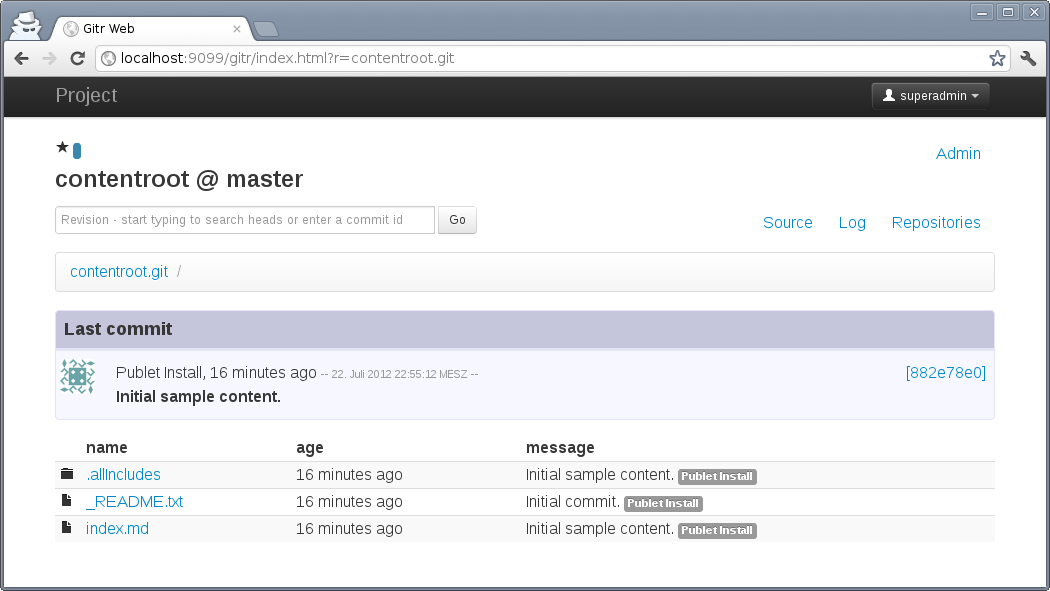 Gitr Web
localhost:9099/gitr/index.html?r=contentroot.git
Project superadmin
Admin
contentroot @ master
Revision - start typing to search heads or enter a commit id Go Source Log Repositories
contentroot.git /
Last commit
Publet Install, 16 minutes ago -- 22. Juli 2012 22:55:12 MESZ -- [882e78e0]
Initial sample content.
name age message
.allIncludes 16 minutes ago Initial sample content. Publet Install
_README.txt 16 minutes ago Initial commit. Publet Install
index.md 16 minutes ago Initial sample content. Publet Install